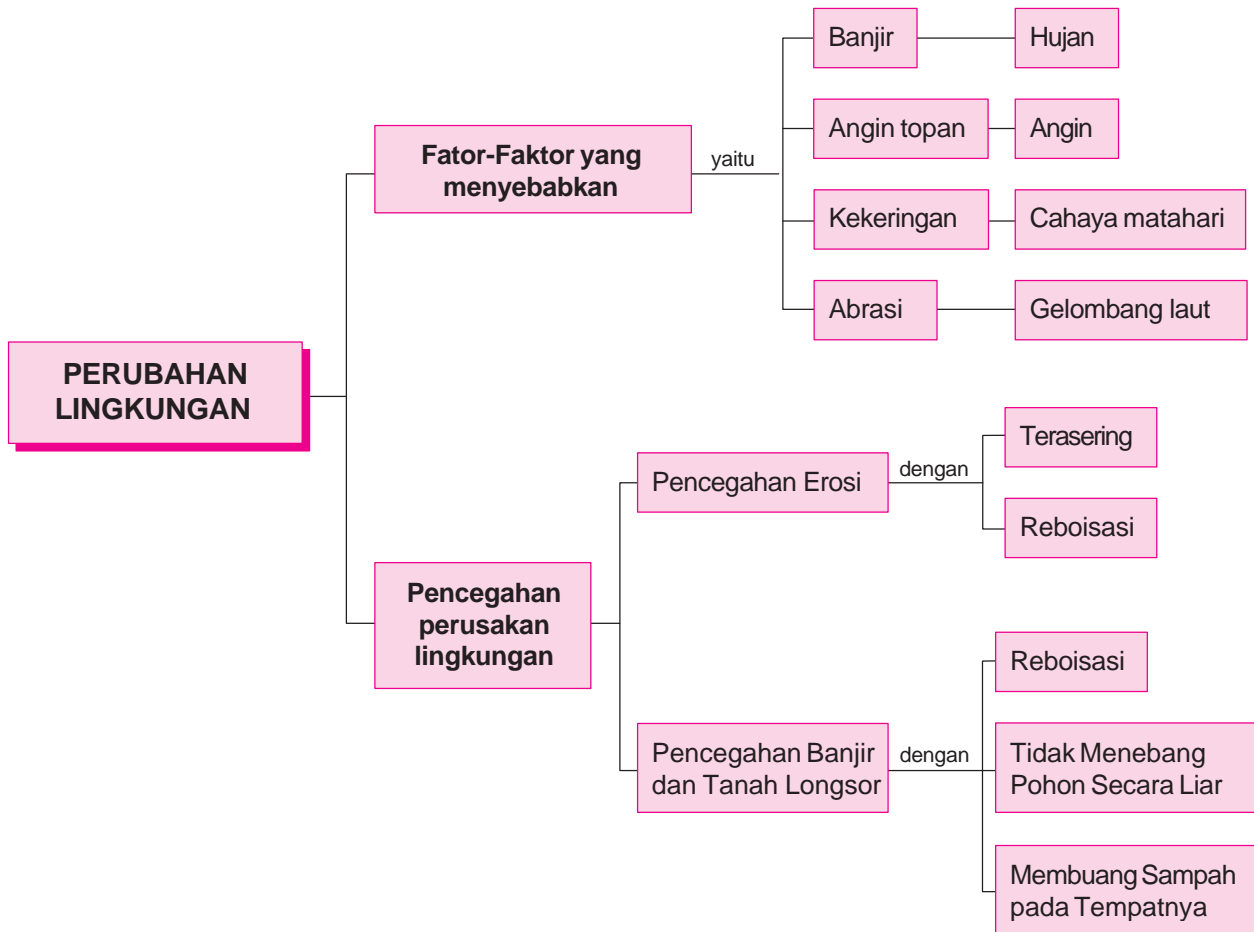 PERUBAHAN
LINGKUNGAN
Fator-Faktor yang
menyebabkan
yaitu
Banjir
Hujan
Angin topan
Angin
Kekeringan
Cahaya matahari
Abrasi
Gelombang laut
Pencegahan
perusakan
lingkungan
Pencegahan Erosi
dengan
Terasering
Reboisasi
Pencegahan Banjir
dan Tanah Longsor
dengan
Reboisasi
Tidak Menebang
Pohon Secara Liar
Membuang Sampah
pada Tempatnya